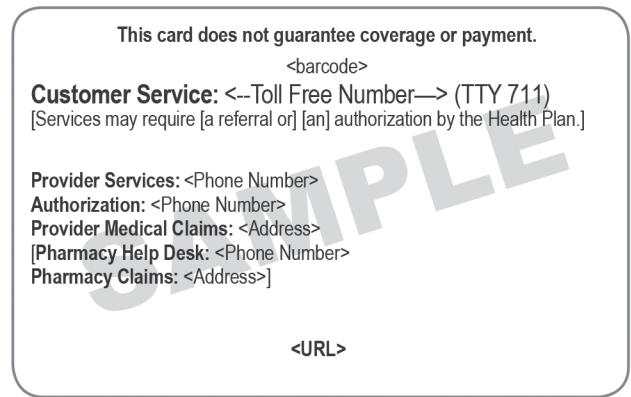 This card does not guarantee coverage or payment.
<barcode>
Customer Service: <--Toll Free Number—> (TTY 711)
[Services may require [a referral or] [an] authorization by the Health Plan.]
Provider Services: <Phone Number>
Authorization: <Phone Number>
Provider Medical Claims: <Address>
[Pharmacy Help Desk: <Phone Number>
Pharmacy Claims: <Address>]
SAMPLE
<URL>